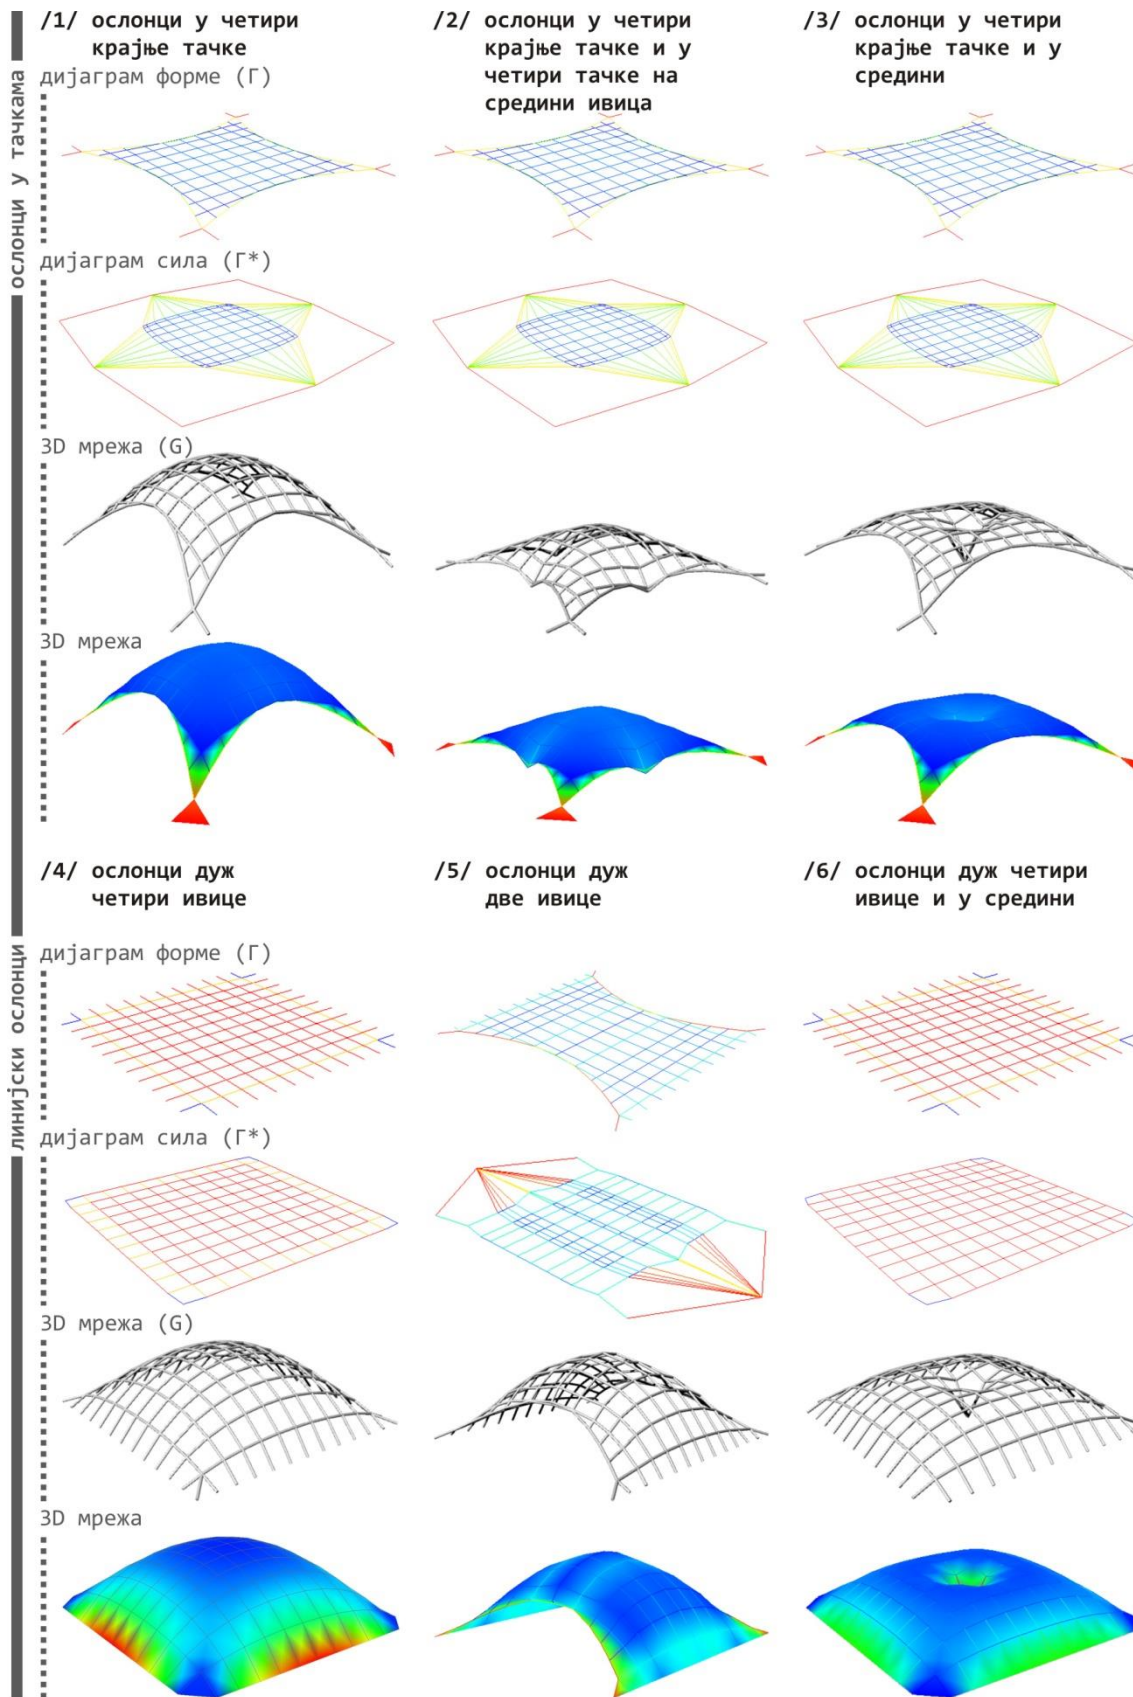 ослонци у тачкама
/1/ ослонци у четири
крајње тачке
/2/ ослонци у четири
крајње тачке и у
четири тачке на
средини ивица
/3/ ослонци у четири
крајње тачке и у
средини
дијаграм форме (Г)
дијаграм сила (Г*)
3D мрежа (G)
3D мрежа
линијски ослонци
/4/ ослонци дуж
четири ивице
/5/ ослонци дуж
две ивице
/6/ ослонци дуж четири
ивице и у средини
дијаграм форме (Г)
дијаграм сила (Г*)
3D мрежа (G)
3D мрежа